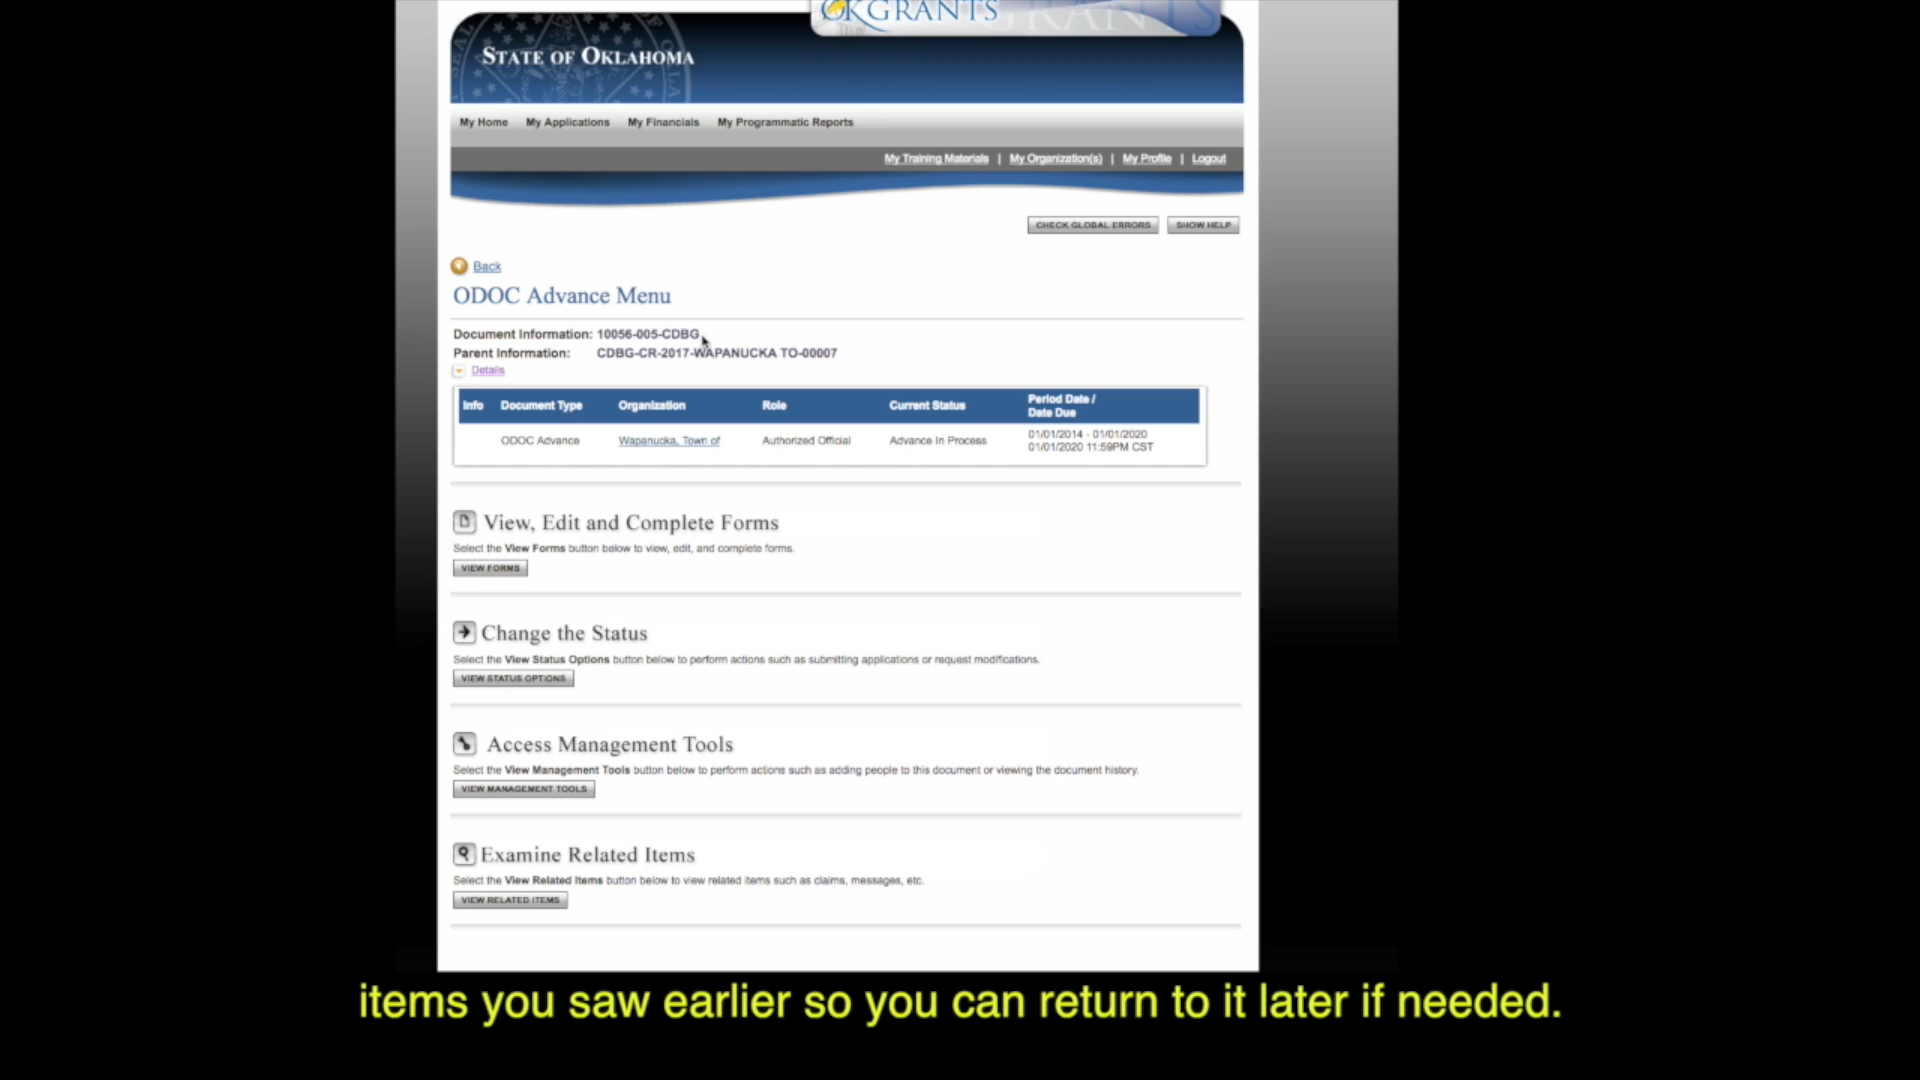 OKGRANTS
STATE OF OKLAHOMA
My Home My Applications My Financials My Programmatic Reports
My Training Materials | My Organization(s) | My Profile | Logout
CHECK GLOBAL ERRORS SHOW HELP
Back
ODOC Advance Menu
Document Information: 10056-005-CDBG
Parent Information: CDBG-CR-2017-WAPANUCKA TO-00007
Details
Info Document Type Organization Role Current Status Period Date / Date Due
ODOC Advance Wapanucka, Town of Authorized Official Advance In Process 01/01/2014 - 01/01/2020
01/01/2020 11:59PM CST
View, Edit and Complete Forms
Select the View Forms button below to view, edit, and complete forms.
VIEW FORMS
Change the Status
Select the View Status Options button below to perform actions such as submitting applications or request modifications.
VIEW STATUS OPTIONS
Access Management Tools
Select the View Management Tools button below to perform actions such as adding people to this document or viewing the document history.
VIEW MANAGEMENT TOOLS
Examine Related Items
Select the View Related Items button below to view related items such as claims, messages, etc.
VIEW RELATED ITEMS
items you saw earlier so you can return to it later if needed.